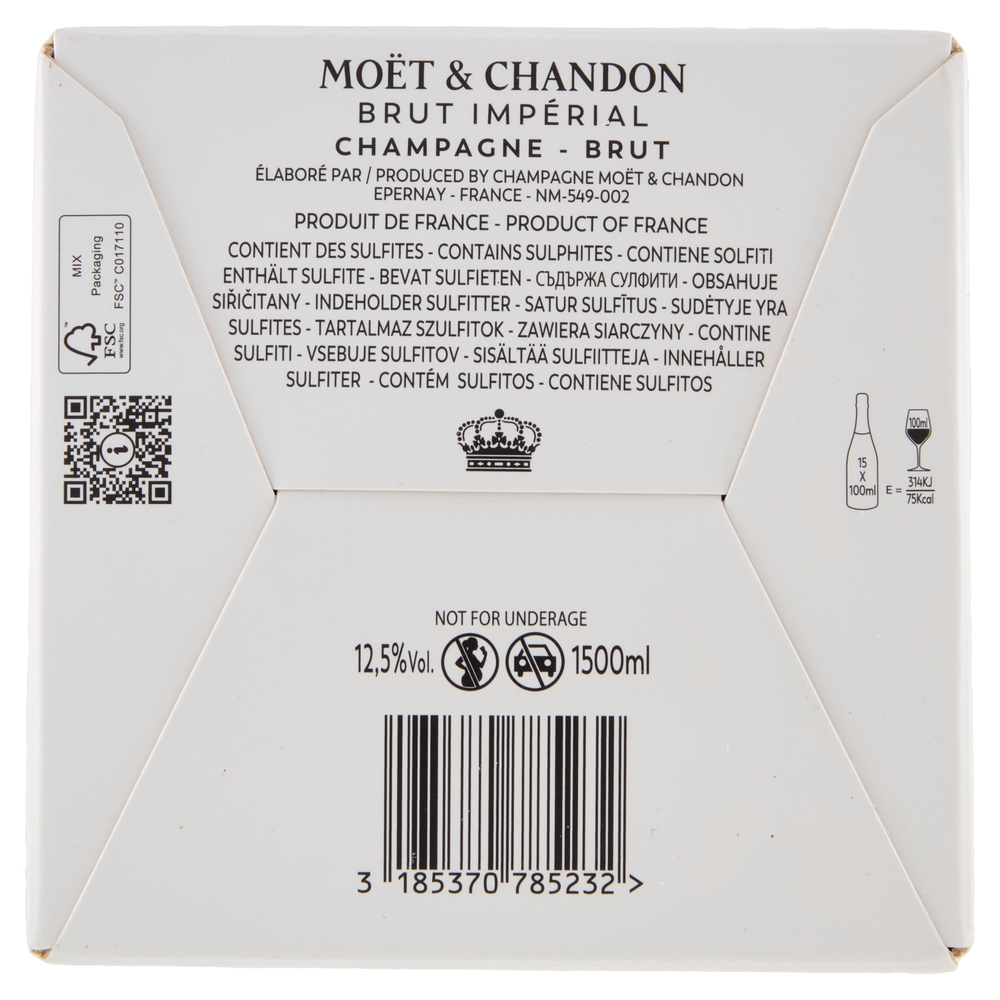 MOËT & CHANDON
BRUT IMPÉRIAL
CHAMPAGNE - BRUT
ÉLABORÉ PAR / PRODUCED BY CHAMPAGNE MOËT & CHANDON
EPERNAY - FRANCE - NM-549-002
PRODUIT DE FRANCE - PRODUCT OF FRANCE
CONTIENT DES SULFITES - CONTAINS SULPHITES - CONTIENE SOLFITI
ENTHÄLT SULFITE - BEVAT SULFIETEN - СЪДЪРЖА СУЛФИТИ - OBSAHUJE
SIŘIČITANY - INDEHOLDER SULFITTER - SATUR SULFĪTUS - SUDĖTYJE YRA
SULFITES - TARTALMAZ SZULFITOK - ZAWIERA SIARCZYNY - CONTINE
SULFITI - VSEBUJE SULFITOV - SISÄLTÄÄ SULFIITTEJA - INNEHÅLLER
SULFITER - CONTÉM SULFITOS - CONTIENE SULFITOS
MIX
Packaging
FSC™ C017110
FSC
www.fsc.org
i
15
X
100ml
100ml
E = 314KJ
75Kcal
NOT FOR UNDERAGE
12,5%Vol. 1500ml
3 185370 785232 >